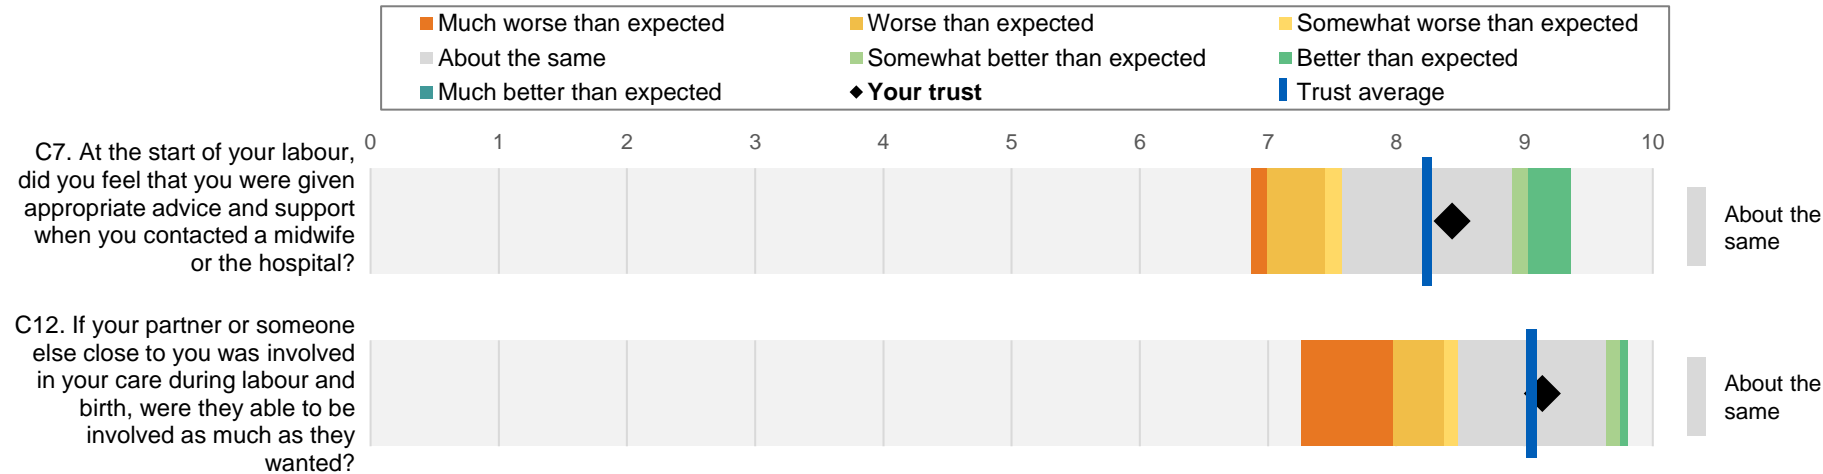 Much worse than expected
Worse than expected
Somewhat worse than expected
About the same
Somewhat better than expected
Better than expected
Much better than expected
Your trust
Trust average
0 1 2 3 4 5 6 7 8 9 10
C7. At the start of your labour,
did you feel that you were given
appropriate advice and support
when you contacted a midwife
or the hospital?
About the
same
C12. If your partner or someone
else close to you was involved
in your care during labour and
birth, were they able to be
involved as much as they
wanted?
About the
same